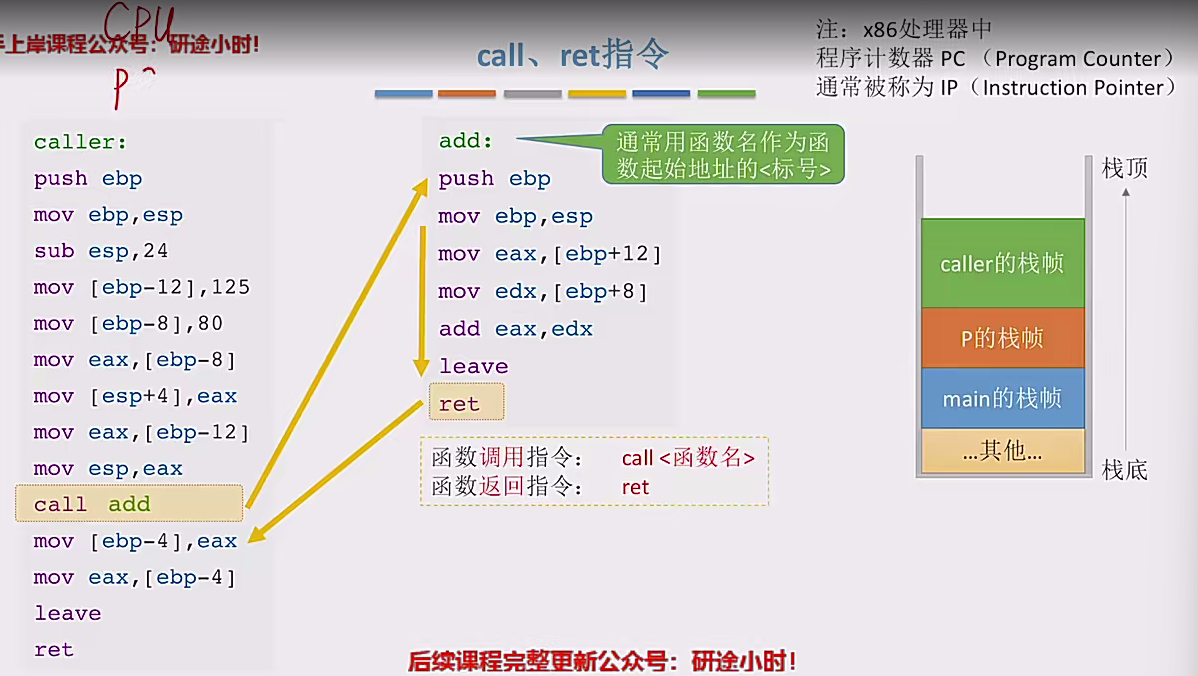 CPU
手上岸课程公众号：研途小时!
call、ret指令
注：x86处理器中
程序计数器 PC （Program Counter）
通常被称为 IP（Instruction Pointer）
caller:
push ebp
mov ebp,esp
sub esp,24
mov [ebp-12],125
mov [ebp-8],80
mov eax,[ebp-8]
mov [esp+4],eax
mov eax,[ebp-12]
mov esp,eax
call add
mov [ebp-4],eax
mov eax,[ebp-4]
leave
ret
add:
push ebp
mov ebp,esp
mov eax,[ebp+12]
mov edx,[ebp+8]
add eax,edx
leave
ret
通常用函数名作为函
数起始地址的<标号>
函数调用指令： call <函数名>
函数返回指令： ret
栈顶
caller的栈帧
P的栈帧
main的栈帧
…其他…
栈底
后续课程完整更新公众号：研途小时!